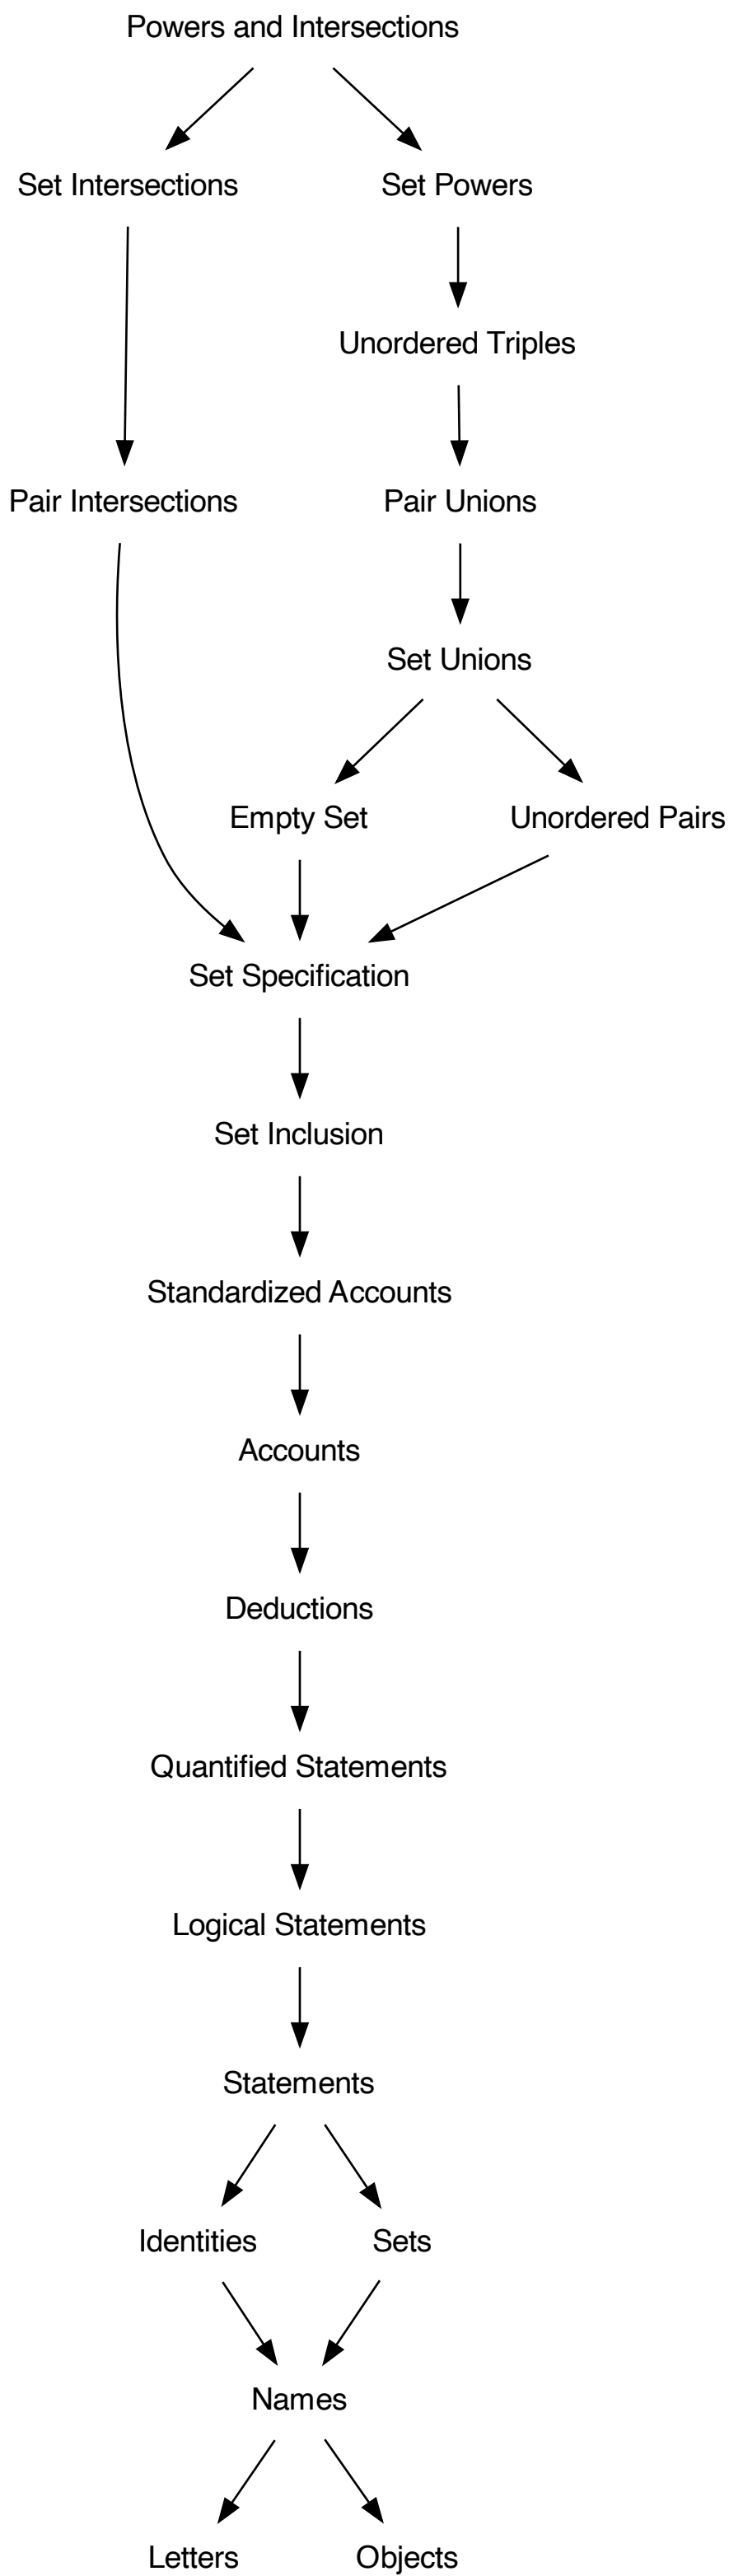 Powers and Intersections
Set Intersections
Set Powers
Unordered Triples
Pair Intersections
Pair Unions
Set Unions
Empty Set
Unordered Pairs
Set Specification
Set Inclusion
Standardized Accounts
Accounts
Deductions
Quantified Statements
Logical Statements
Statements
Identities
Sets
Names
Letters
Objects